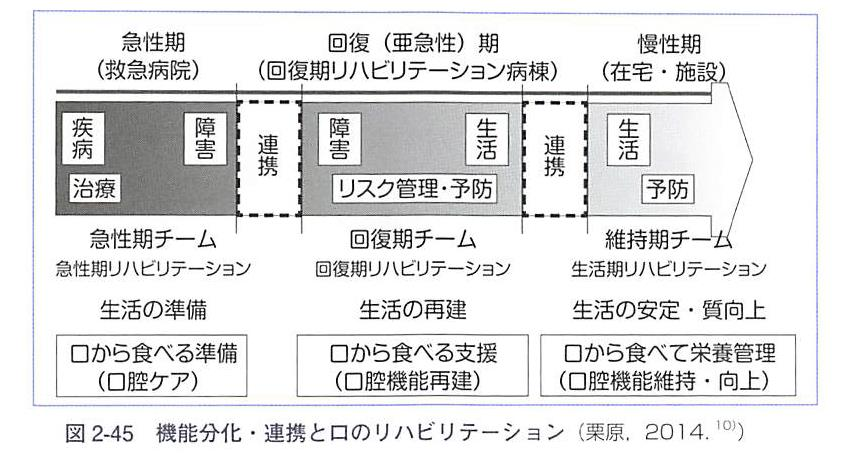 急性期
(救急病院)
回復(亜急性)期
(回復期リハビリテーション病棟)
慢性期
(在宅・施設)
疾病
障害
治療
連携
障害
生活
リスク管理・予防
連携
生活
予防
急性期チーム
急性期リハビリテーション
回復期チーム
回復期リハビリテーション
維持期チーム
生活期リハビリテーション
生活の準備
生活の再建
生活の安定・質向上
口から食べる準備
(口腔ケア)
口から食べる支援
(口腔機能再建)
口から食べて栄養管理
(口腔機能維持・向上)
図2-45 機能分化・連携と口のリハビリテーション(栗原, 2014.10))